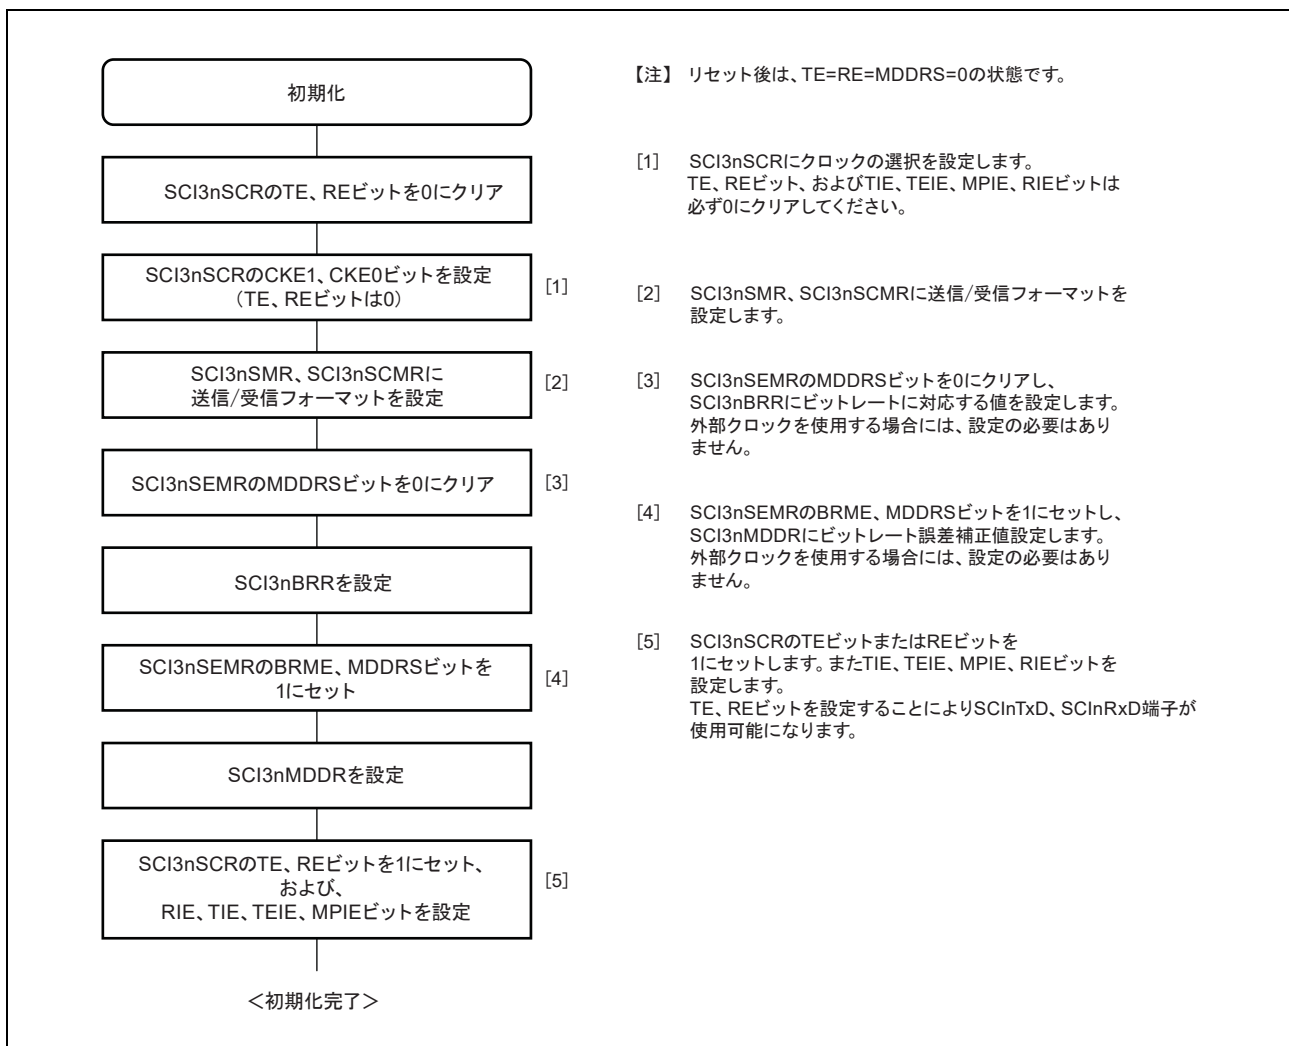 初期化
SCI3nSCRのTE、REビットを0にクリア
SCI3nSCRのCKE1、CKE0ビットを設定
（TE、REビットは0）
[1]
SCI3nSMR、SCI3nSCMRに
送信/受信フォーマットを設定
[2]
SCI3nSEMRのMDDRSビットを0にクリア
[3]
SCI3nBRRを設定
SCI3nSEMRのBRME、MDDRSビットを
1にセット
[4]
SCI3nMDDRを設定
SCI3nSCRのTE、REビットを1にセット、
および、
RIE、TIE、TEIE、MPIEビットを設定
[5]
＜初期化完了＞
【注】 リセット後は、TE=RE=MDDRS=0の状態です。
[1] SCI3nSCRにクロックの選択を設定します。
TE、REビット、およびTIE、TEIE、MPIE、RIEビットは
必ず0にクリアしてください。
[2] SCI3nSMR、SCI3nSCMRに送信/受信フォーマットを
設定します。
[3] SCI3nSEMRのMDDRSビットを0にクリアし、
SCI3nBRRにビットレートに対応する値を設定します。
外部クロックを使用する場合には、設定の必要はあり
ません。
[4] SCI3nSEMRのBRME、MDDRSビットを1にセットし、
SCI3nMDDRにビットレート誤差補正値設定します。
外部クロックを使用する場合には、設定の必要はあり
ません。
[5] SCI3nSCRのTEビットまたはREビットを
1にセットします。またTIE、TEIE、MPIE、RIEビットを
設定します。
TE、REビットを設定することによりSCInTxD、SCInRxD端子が
使用可能になります。